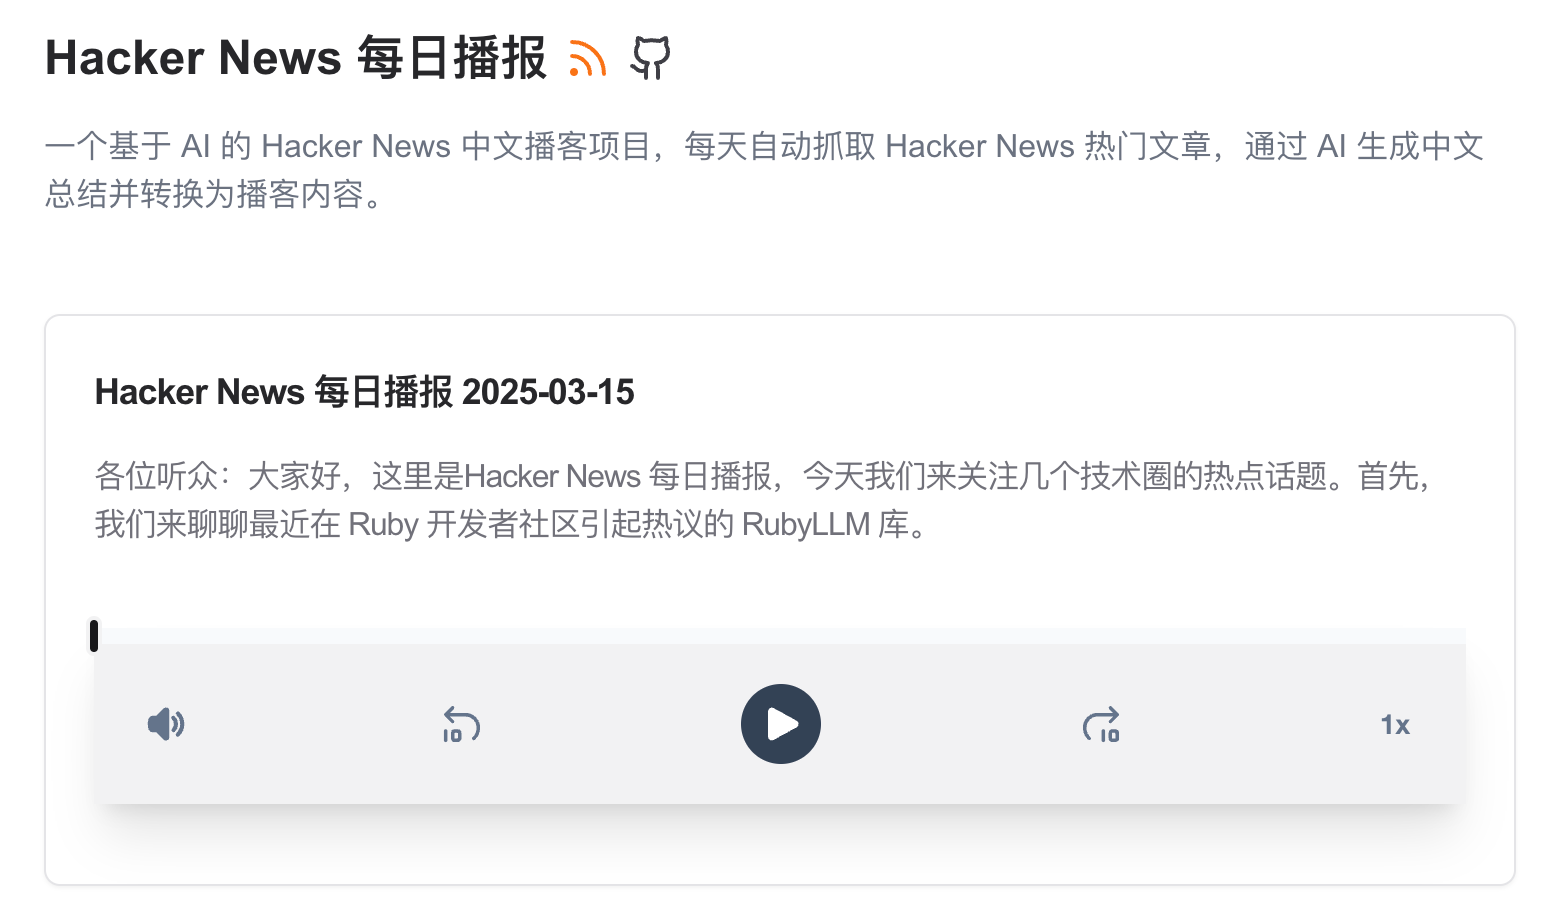 Hacker News 每日播报
一个基于 AI 的 Hacker News 中文播客项目，每天自动抓取 Hacker News 热门文章，通过 AI 生成中文
总结并转换为播客内容。
Hacker News 每日播报 2025-03-15
各位听众：大家好，这里是Hacker News 每日播报，今天我们来关注几个技术圈的热点话题。首先，
我们来聊聊最近在 Ruby 开发者社区引起热议的 RubyLLM 库。
10
10
1x